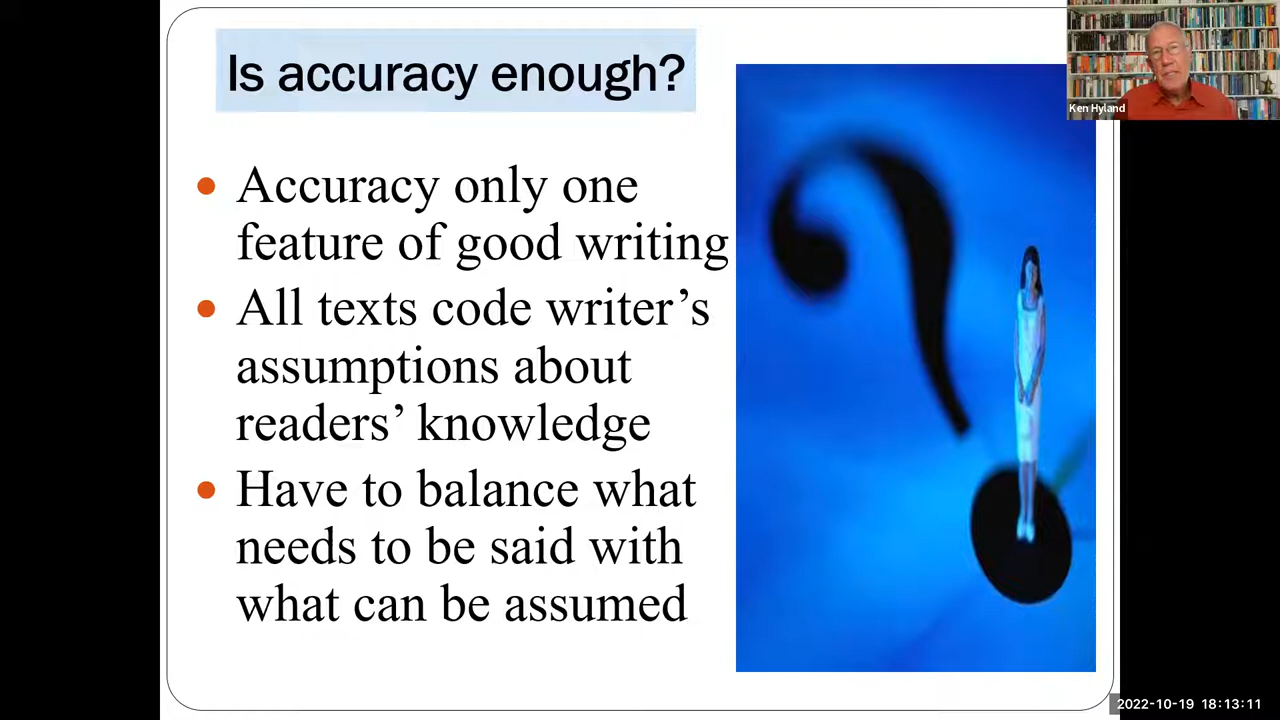 Is accuracy enough?
Ken Hyland
Accuracy only one
feature of good writing
All texts code writer’s
assumptions about
readers’ knowledge
Have to balance what
needs to be said with
what can be assumed
2022-10-19 18:13:11